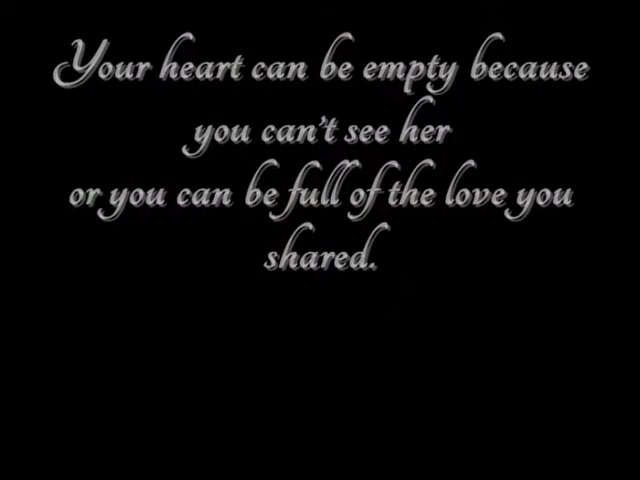 Your heart can be empty because
you can't see her
or you can be full of the love you
shared.